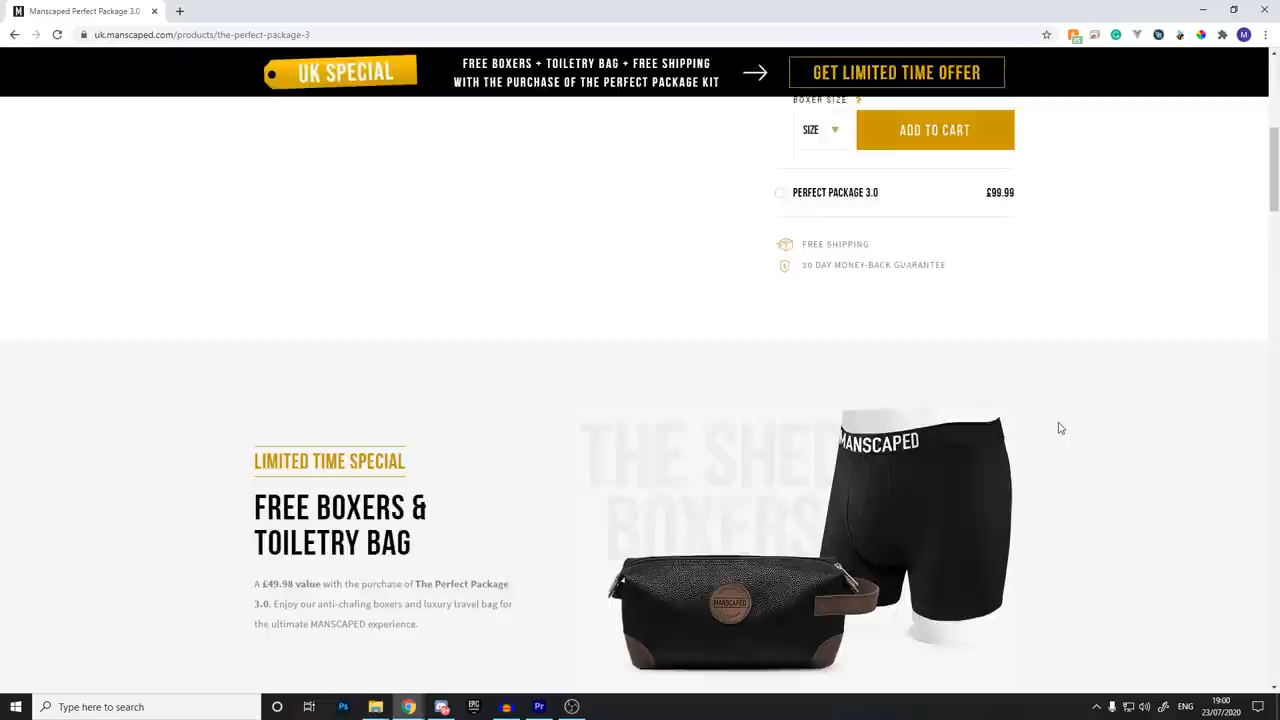 Manscaped Perfect Package 3.0
uk.manscaped.com/products/the-perfect-package-3
UK SPECIAL
FREE BOXERS + TOILETRY BAG + FREE SHIPPING
WITH THE PURCHASE OF THE PERFECT PACKAGE KIT
GET LIMITED TIME OFFER
BOXER SIZE ?
SIZE
ADD TO CART
PERFECT PACKAGE 3.0 £99.99
FREE SHIPPING
30 DAY MONEY-BACK GUARANTEE
THE SHED
BOXERS
MANSCAPED
LIMITED TIME SPECIAL
FREE BOXERS &
TOILETRY BAG
A £49.98 value with the purchase of The Perfect Package
3.0. Enjoy our anti-chafing boxers and luxury travel bag for
the ultimate MANSCAPED experience.
MANSCAPED
Type here to search
ENG
19:00
23/07/2020